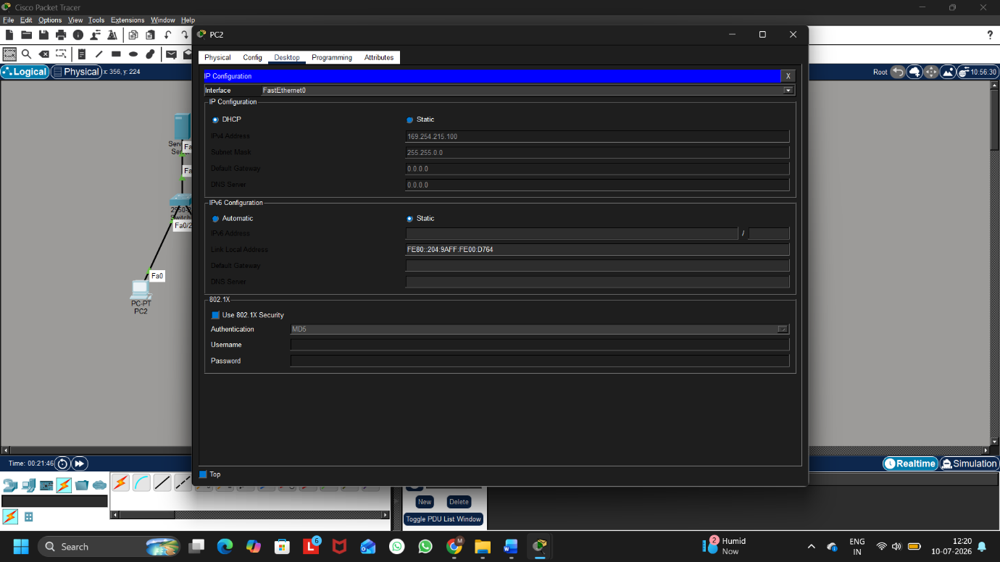 Cisco Packet Tracer
File Edit Options View Tools Extensions Window Help
?
Logical Physical x: 356, y: 224
Root 10:56:30
PC2
Physical Config Desktop Programming Attributes
IP Configuration X
Interface FastEthernet0
IP Configuration
DHCP Static
IPv4 Address 169.254.215.100
Subnet Mask 255.255.0.0
Default Gateway 0.0.0.0
DNS Server 0.0.0.0
IPv6 Configuration
Automatic Static
IPv6 Address /
Link Local Address FE80::204:9AFF:FE00:D764
Default Gateway
DNS Server
802.1X
Use 802.1X Security
Authentication MD5
Username
Password
Top
Fa
Fa
Fa0/2
Fa0
PC-PT
PC2
Time: 00:21:46
Realtime Simulation
New Delete
Toggle PDU List Window
Search
6
M
2
Humid
Now
ENG
IN
12:20
10-07-2026